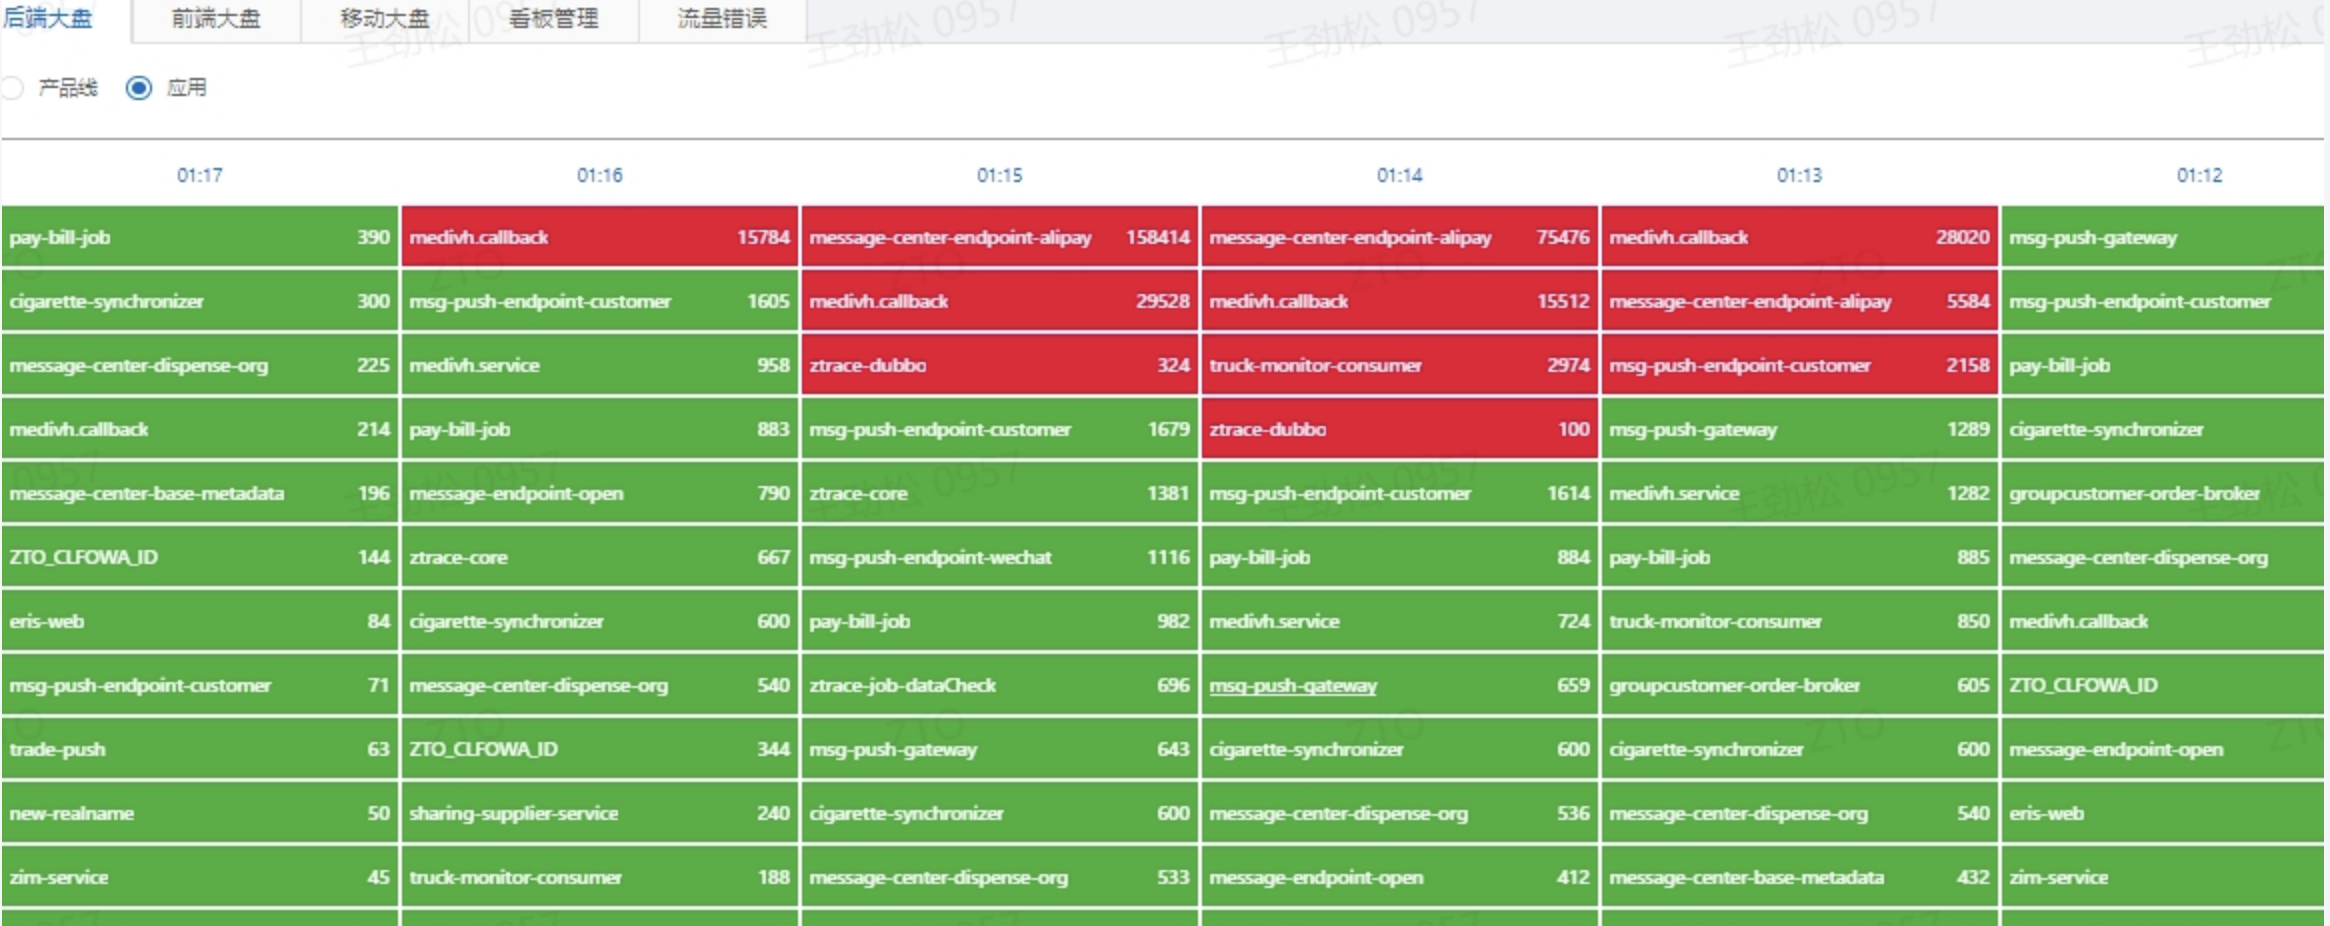 后端大盘 前端大盘 移动大盘 看板管理 流量错误
产品线 应用
01:17 01:16 01:15 01:14 01:13 01:12
pay-bill-job 390 medivh.callback 15784 message-center-endpoint-alipay 158414 message-center-endpoint-alipay 75476 medivh.callback 28020 msg-push-gateway
cigarette-synchronizer 300 msg-push-endpoint-customer 1605 medivh.callback 29528 medivh.callback 15512 message-center-endpoint-alipay 5584 msg-push-endpoint-customer
message-center-dispense-org 225 medivh.service 958 ztrace-dubbo 324 truck-monitor-consumer 2974 msg-push-endpoint-customer 2158 pay-bill-job
medivh.callback 214 pay-bill-job 883 msg-push-endpoint-customer 1679 ztrace-dubbo 100 msg-push-gateway 1289 cigarette-synchronizer
message-center-base-metadata 196 message-endpoint-open 790 ztrace-core 1381 msg-push-endpoint-customer 1614 medivh.service 1282 groupcustomer-order-broker
ZTO_CLFOWA_ID 144 ztrace-core 667 msg-push-endpoint-wechat 1116 pay-bill-job 884 pay-bill-job 885 message-center-dispense-org
eris-web 84 cigarette-synchronizer 600 pay-bill-job 982 medivh.service 724 truck-monitor-consumer 850 medivh.callback
msg-push-endpoint-customer 71 message-center-dispense-org 540 ztrace-job-dataCheck 696 msg-push-gateway 659 groupcustomer-order-broker 605 ZTO_CLFOWA_ID
trade-push 63 ZTO_CLFOWA_ID 344 msg-push-gateway 643 cigarette-synchronizer 600 cigarette-synchronizer 600 message-endpoint-open
new-realname 50 sharing-supplier-service 240 cigarette-synchronizer 600 message-center-dispense-org 536 message-center-dispense-org 540 eris-web
zim-service 45 truck-monitor-consumer 188 message-center-dispense-org 533 message-endpoint-open 412 message-center-base-metadata 432 zim-service
王劲松 0957
ZTO